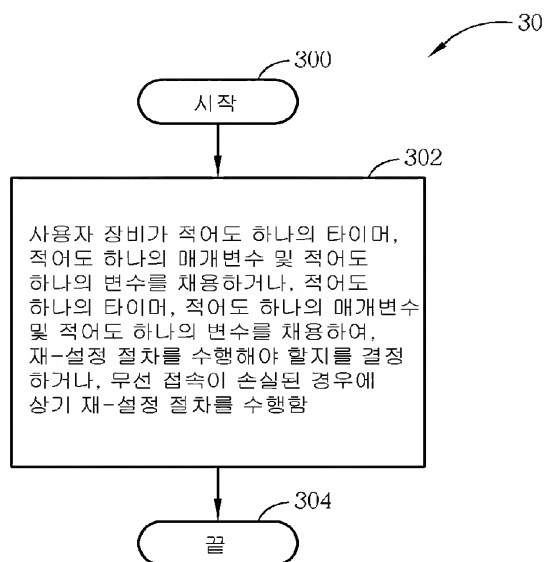 30
300
시작
302
사용자 장비가 적어도 하나의 타이머,
적어도 하나의 매개변수 및 적어도
하나의 변수를 채용하거나, 적어도
하나의 타이머, 적어도 하나의 매개변수
및 적어도 하나의 변수를 채용하여,
재-설정 절차를 수행해야 할지를 결정
하거나, 무선 접속이 손실된 경우에
상기 재-설정 절차를 수행함
304
끝